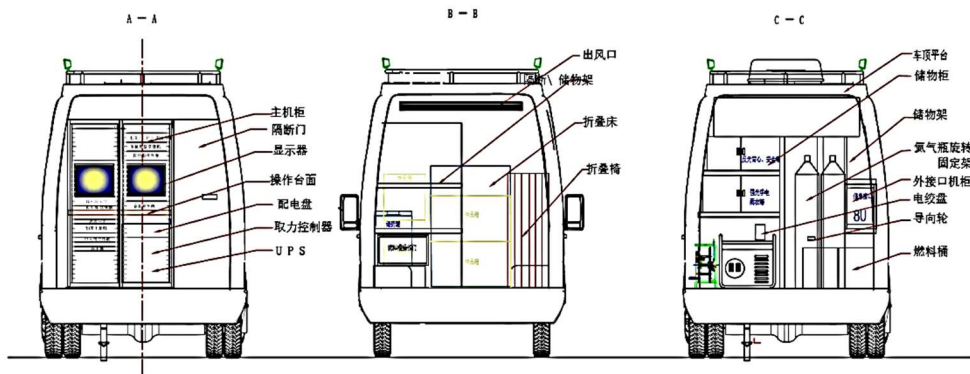 A — A
主机柜
隔断门
显示器
操作台面
配电盘
取力控制器
UPS
B — B
出风口
隔断\ 储物架
折叠床
折叠椅
C — C
车顶平台
储物柜
储物架
氦气瓶旋转
固定架
外接口机柜
电绞盘
导向轮
燃料桶
80